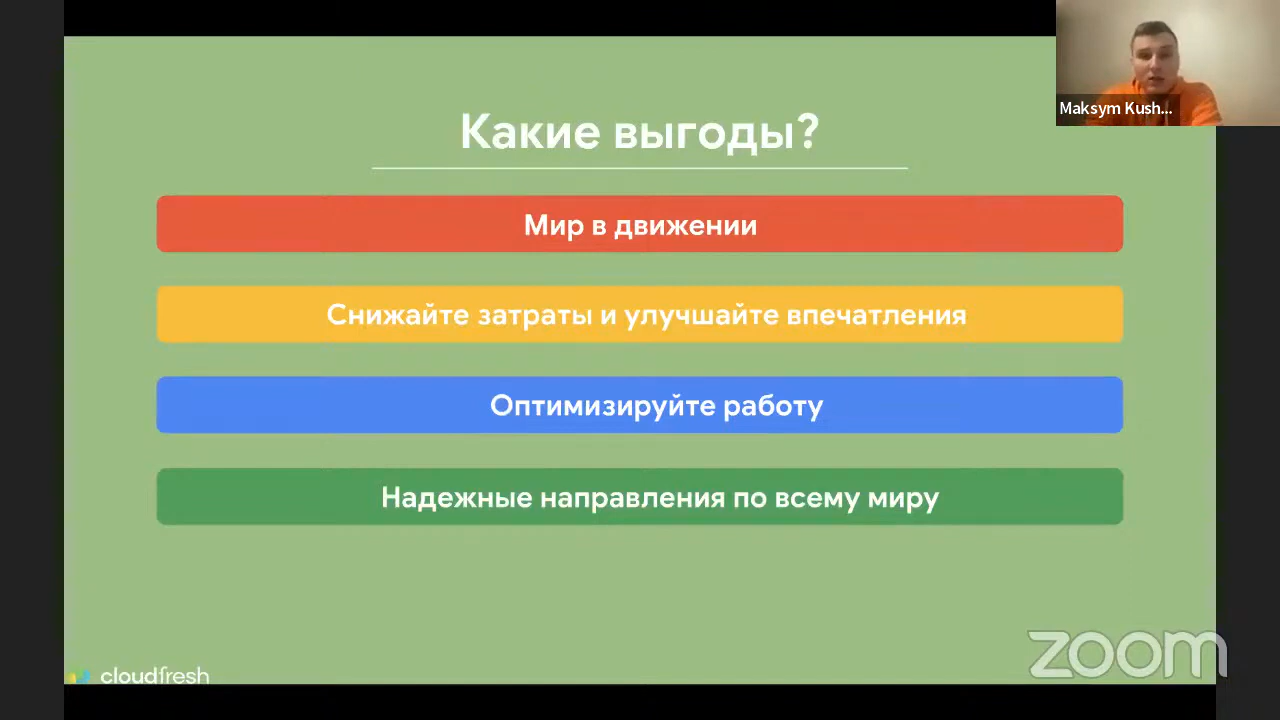 Maksym Kush...
Какие выгоды?
Мир в движении
Снижайте затраты и улучшайте впечатления
Оптимизируйте работу
Надежные направления по всему миру
cloudfresh
zoom